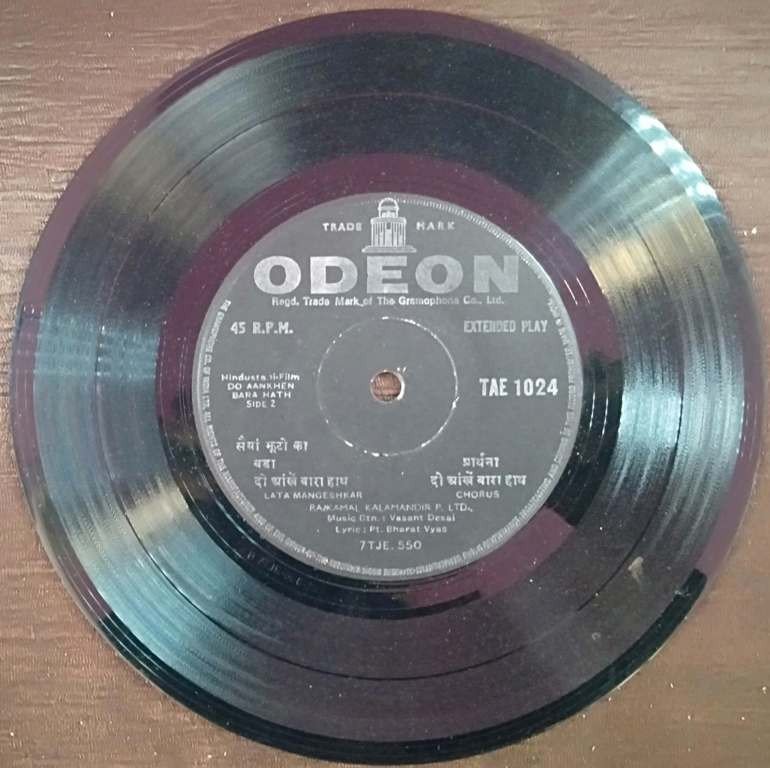 TRADE MARK
ODEON
Regd. Trade Mark of The Gramophone Co., Ltd.
45 R.P.M.
EXTENDED PLAY
Hindustani-Film
DO AANKHEN
BARA HATH
SIDE 2
TAE 1024
सैयां झूटो का
बडा
दो आंखें बारा हाथ
LATA MANGESHKAR
प्रार्थना
दो आंखें बारा हाथ
CHORUS
RAJKAMAL KALAMANDIR P. LTD.,
Music Dtn. : Vasant Desai
Lyric : Pt. Bharat Vyas
7TJE. 550